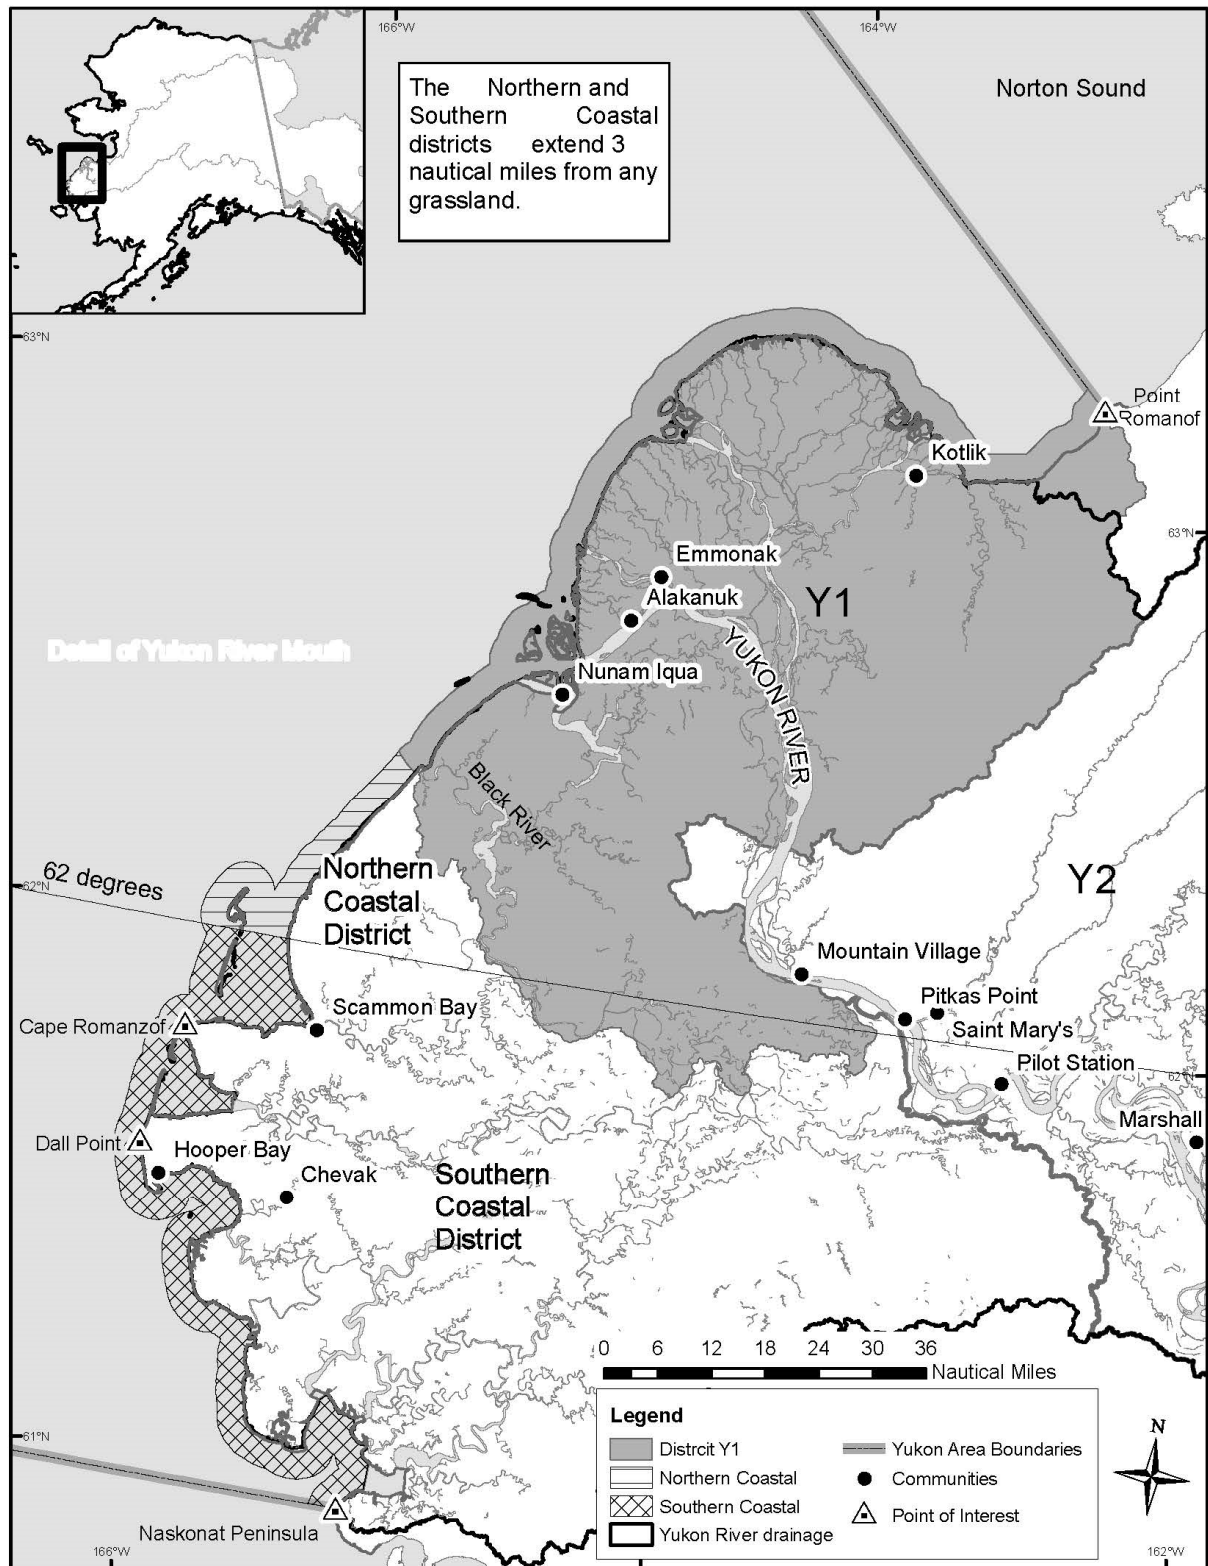 166°W
164°W
The Northern and
Southern Coastal
districts extend 3
nautical miles from any
grassland.
Norton Sound
63°N
Point
Romanof
Kotlik
63°N
Emmonak
Alakanuk
Y1
Detail of Yukon River Mouth
YUKON RIVER
Nunam Iqua
Black River
62 degrees
62°N
Northern
Coastal
District
Y2
Mountain Village
Pitkas Point
Saint Mary's
Scammon Bay
Cape Romanzof
Pilot Station
62°N
Marshall
Dall Point
Hooper Bay
Chevak
Southern
Coastal
District
0 6 12 18 24 30 36
Nautical Miles
Legend
Distrcit Y1
Northern Coastal
Southern Coastal
Yukon River drainage
Yukon Area Boundaries
Communities
Point of Interest
N
61°N
Naskonat Peninsula
166°W
162°W